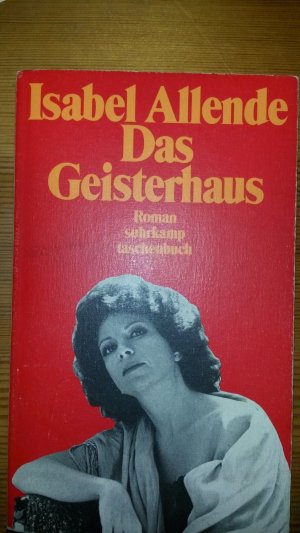 Isabel Allende
Das
Geisterhaus
Roman
suhrkamp
taschenbuch